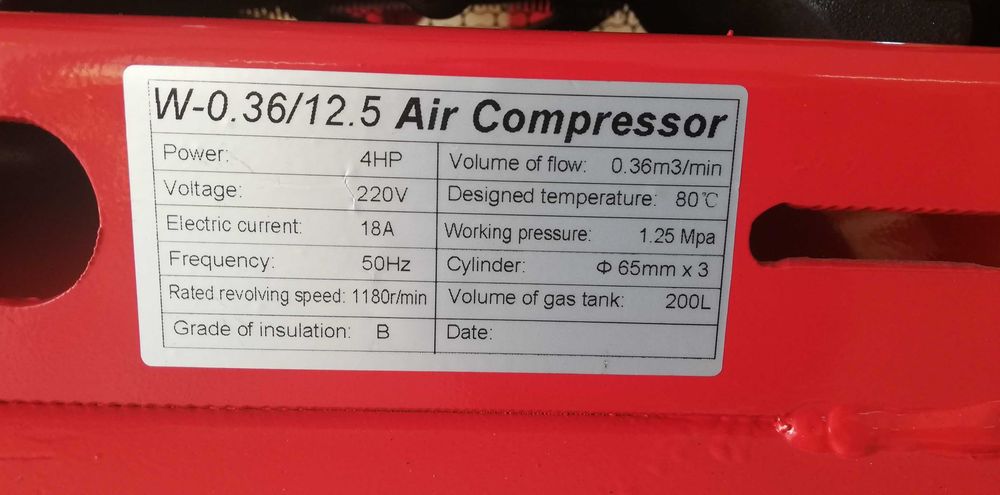 W-0.36/12.5 Air Compressor
Power: 4HP Volume of flow: 0.36m3/min
Voltage: 220V Designed temperature: 80℃
Electric current: 18A Working pressure: 1.25 Mpa
Frequency: 50Hz Cylinder: Φ 65mm x 3
Rated revolving speed: 1180r/min Volume of gas tank: 200L
Grade of insulation: B Date: